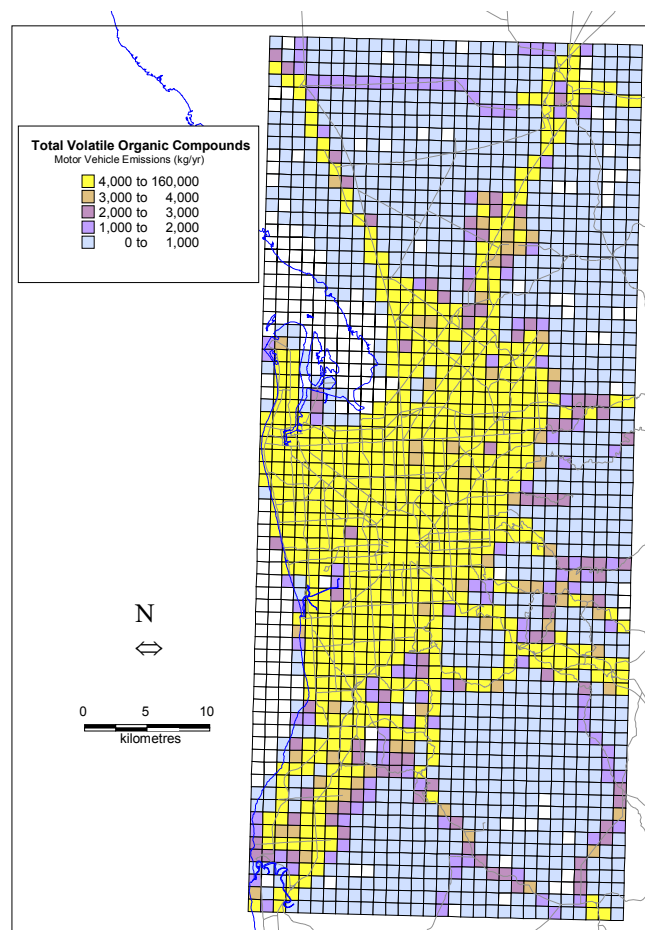 Total Volatile Organic Compounds
Motor Vehicle Emissions (kg/yr)
4,000 to 160,000
3,000 to 4,000
2,000 to 3,000
1,000 to 2,000
0 to 1,000
N
0 5 10
kilometres